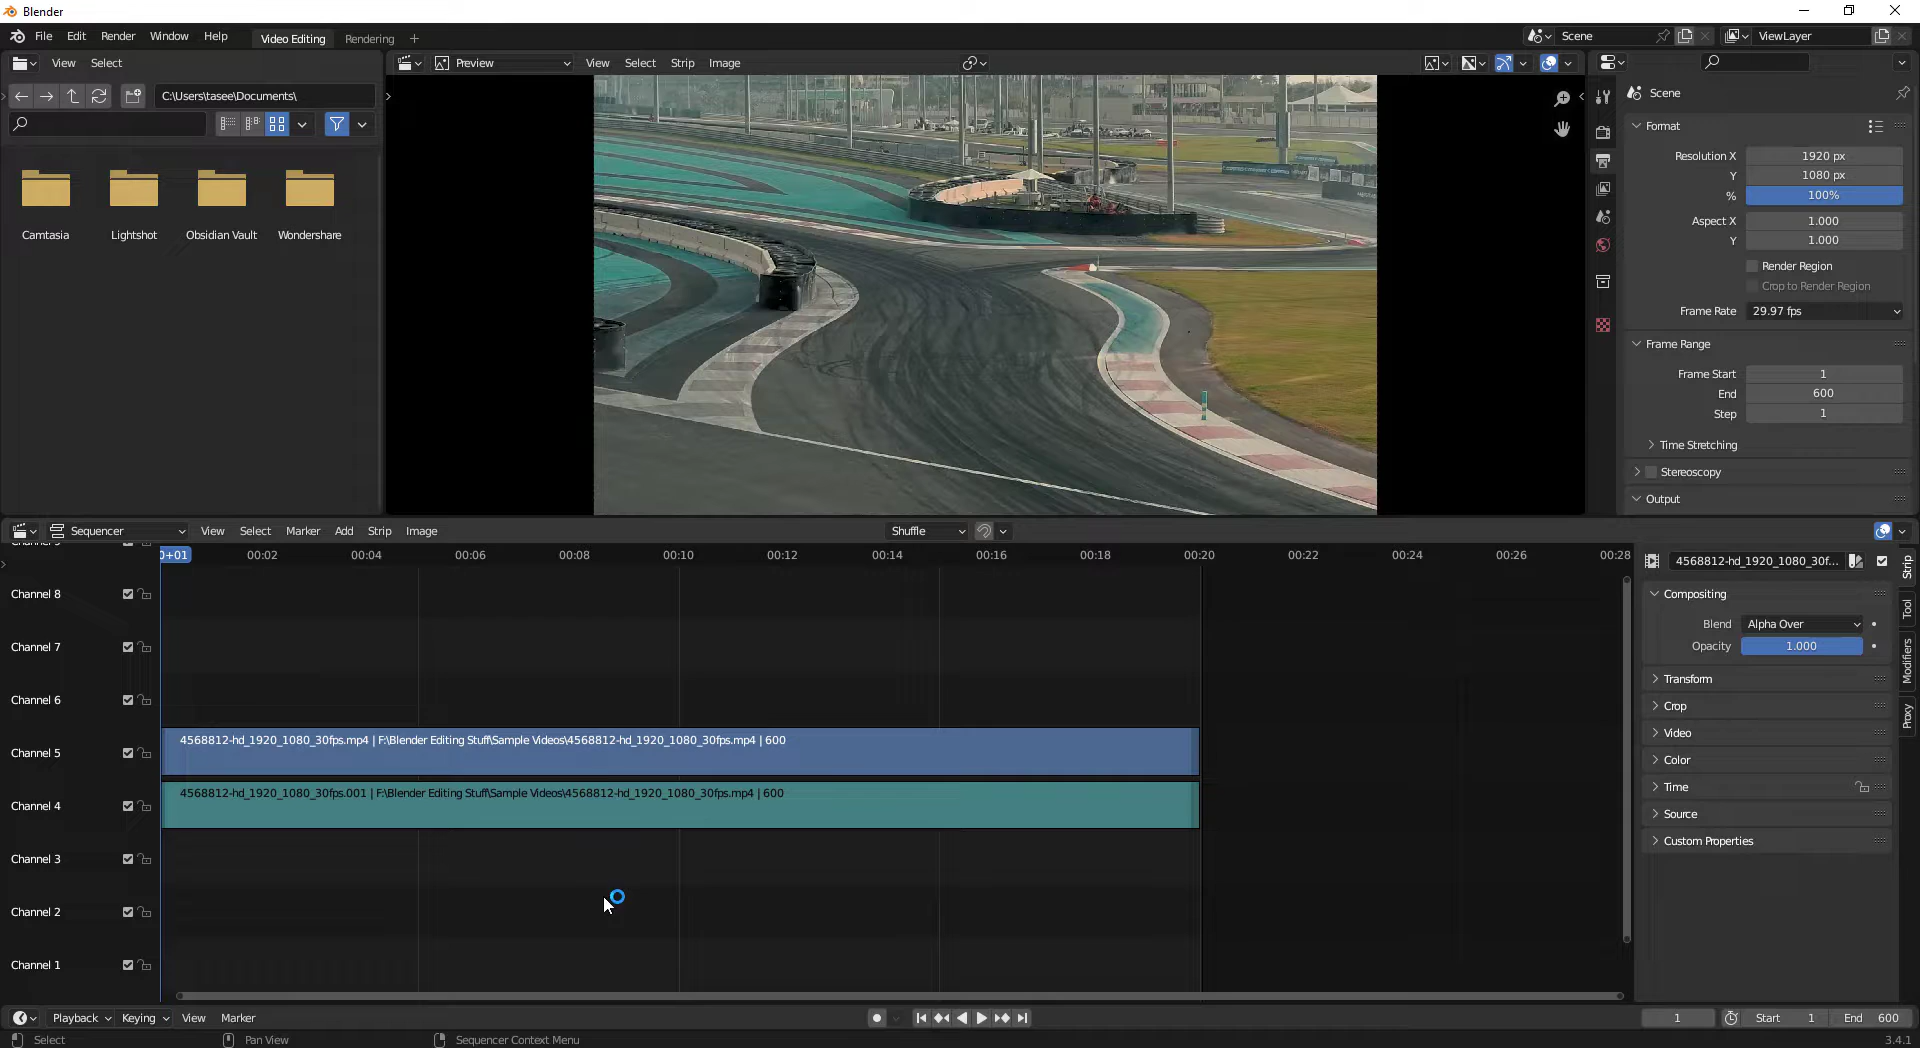 Blender
File Edit Render Window Help Video Editing Rendering + Scene ViewLayer
View Select Preview View Select Strip Image
C:\Users\tasee\Documents\
Camtasia Lightshot Obsidian Vault Wondershare
Scene
Format
Resolution X 1920 px
Y 1080 px
% 100%
Aspect X 1.000
Y 1.000
Render Region
Crop to Render Region
Frame Rate 29.97 fps
Frame Range
Frame Start 1
End 600
Step 1
Time Stretching
Stereoscopy
Output
Sequencer View Select Marker Add Strip Image Shuffle
0+01 00:02 00:04 00:06 00:08 00:10 00:12 00:14 00:16 00:18 00:20 00:22 00:24 00:26 00:28
Channel 8
Channel 7
Channel 6
Channel 5
Channel 4
Channel 3
Channel 2
Channel 1
4568812-hd_1920_1080_30fps.mp4 | F:\Blender Editing Stuff\Sample Videos\4568812-hd_1920_1080_30fps.mp4 | 600
4568812-hd_1920_1080_30fps.001 | F:\Blender Editing Stuff\Sample Videos\4568812-hd_1920_1080_30fps.mp4 | 600
4568812-hd_1920_1080_30f...
Compositing
Blend Alpha Over
Opacity 1.000
Transform
Crop
Video
Color
Time
Source
Custom Properties
Strip
Tool
Modifiers
Proxy
Playback Keying View Marker 1 Start 1 End 600
Select Pan View Sequencer Context Menu 3.4.1